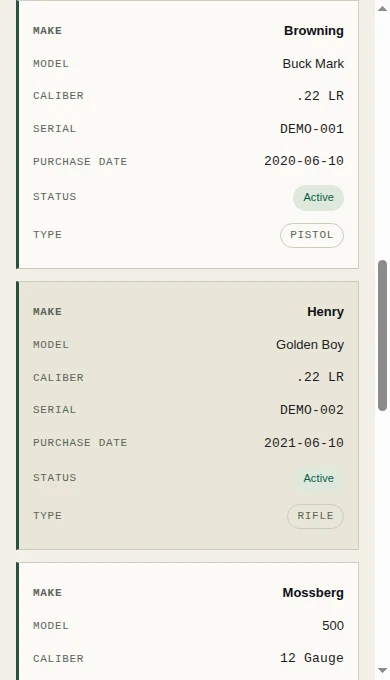 MAKE Browning
MODEL Buck Mark
CALIBER .22 LR
SERIAL DEMO-001
PURCHASE DATE 2020-06-10
STATUS Active
TYPE PISTOL
MAKE Henry
MODEL Golden Boy
CALIBER .22 LR
SERIAL DEMO-002
PURCHASE DATE 2021-06-10
STATUS Active
TYPE RIFLE
MAKE Mossberg
MODEL 500
CALIBER 12 Gauge